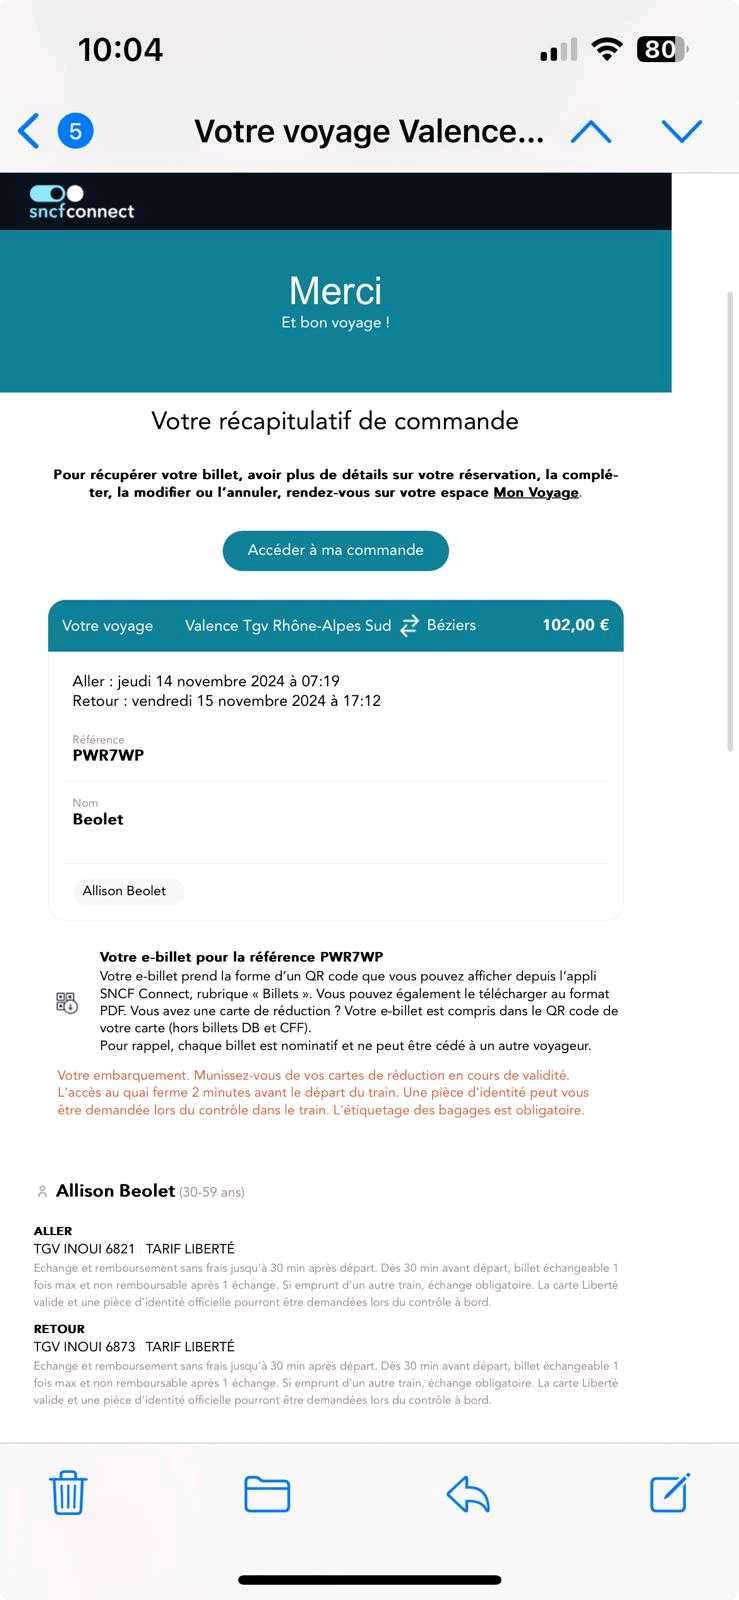 10:04
80
5
Votre voyage Valence...
sncfconnect
Merci
Et bon voyage !
Votre récapitulatif de commande
Pour récupérer votre billet, avoir plus de détails sur votre réservation, la complé-
ter, la modifier ou l'annuler, rendez-vous sur votre espace Mon Voyage.
Accéder à ma commande
Votre voyage Valence Tgv Rhône-Alpes Sud Béziers 102,00 €
Aller : jeudi 14 novembre 2024 à 07:19
Retour : vendredi 15 novembre 2024 à 17:12
Référence
PWR7WP
Nom
Beolet
Allison Beolet
Votre e-billet pour la référence PWR7WP
Votre e-billet prend la forme d'un QR code que vous pouvez afficher depuis l'appli
SNCF Connect, rubrique « Billets ». Vous pouvez également le télécharger au format
PDF. Vous avez une carte de réduction ? Votre e-billet est compris dans le QR code de
votre carte (hors billets DB et CFF).
Pour rappel, chaque billet est nominatif et ne peut être cédé à un autre voyageur.
Votre embarquement. Munissez-vous de vos cartes de réduction en cours de validité.
L'accès au quai ferme 2 minutes avant le départ du train. Une pièce d'identité peut vous
être demandée lors du contrôle dans le train. L'étiquetage des bagages est obligatoire.
Allison Beolet (30-59 ans)
ALLER
TGV INOUI 6821 TARIF LIBERTÉ
Echange et remboursement sans frais jusqu'à 30 min après départ. Dès 30 min avant départ, billet échangeable 1
fois max et non remboursable après 1 échange. Si emprunt d'un autre train, échange obligatoire. La carte Liberté
valide et une pièce d'identité officielle pourront être demandées lors du contrôle à bord.
RETOUR
TGV INOUI 6873 TARIF LIBERTÉ
Echange et remboursement sans frais jusqu'à 30 min après départ. Dès 30 min avant départ, billet échangeable 1
fois max et non remboursable après 1 échange. Si emprunt d'un autre train, échange obligatoire. La carte Liberté
valide et une pièce d'identité officielle pourront être demandées lors du contrôle à bord.